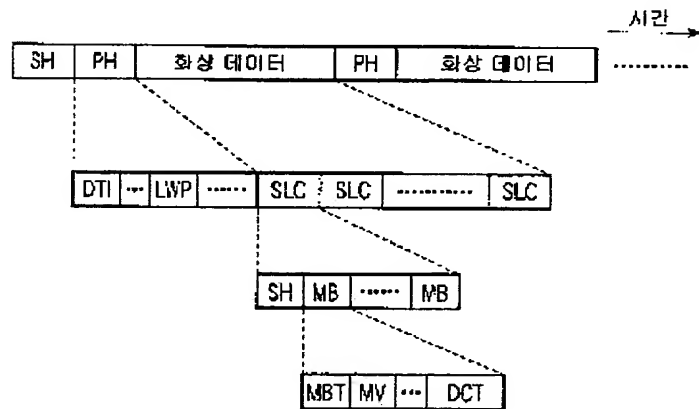 시간
SH PH 화상 데이터 PH 화상 데이터 ..........
DTI ... LWP ...... SLC SLC ........... SLC
SH MB ...... MB
MBT MV ... DCT